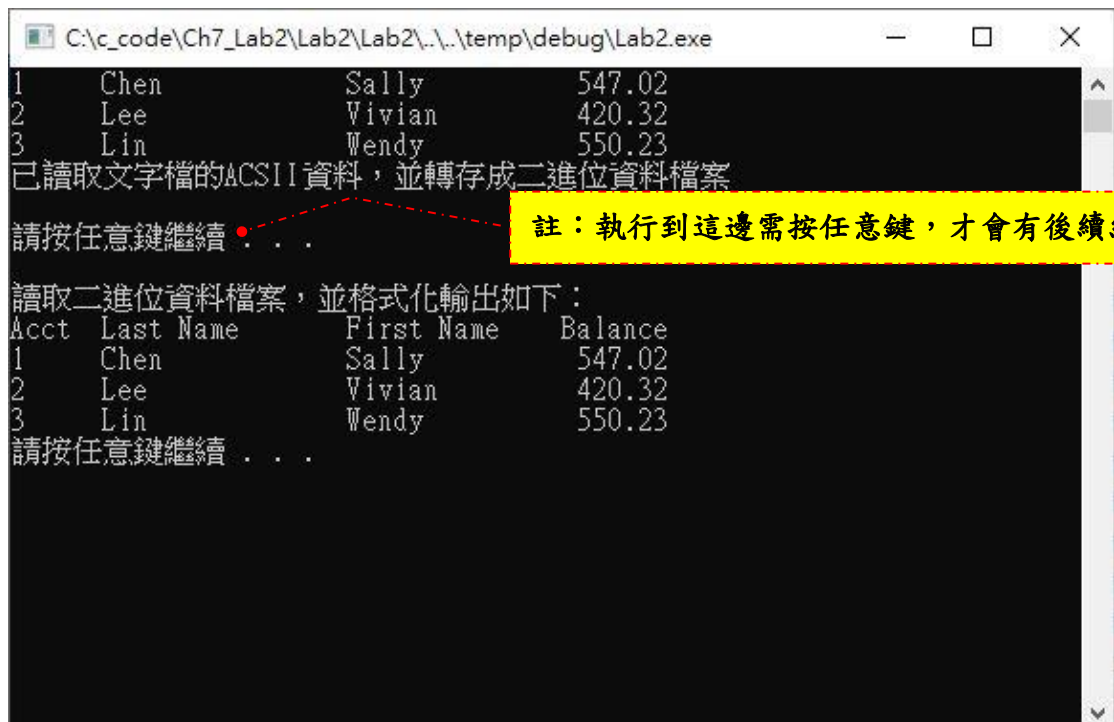 C:\c_code\Ch7_Lab2\Lab2\Lab2\..\..\temp\debug\Lab2.exe
1 Chen Sally 547.02
2 Lee Vivian 420.32
3 Lin Wendy 550.23
已讀取文字檔的ACSII資料，並轉存成二進位資料檔案
請按任意鍵繼續 . . .
註：執行到這邊需按任意鍵，才會有後續
讀取二進位資料檔案，並格式化輸出如下：
Acct Last Name First Name Balance
1 Chen Sally 547.02
2 Lee Vivian 420.32
3 Lin Wendy 550.23
請按任意鍵繼續 . . .